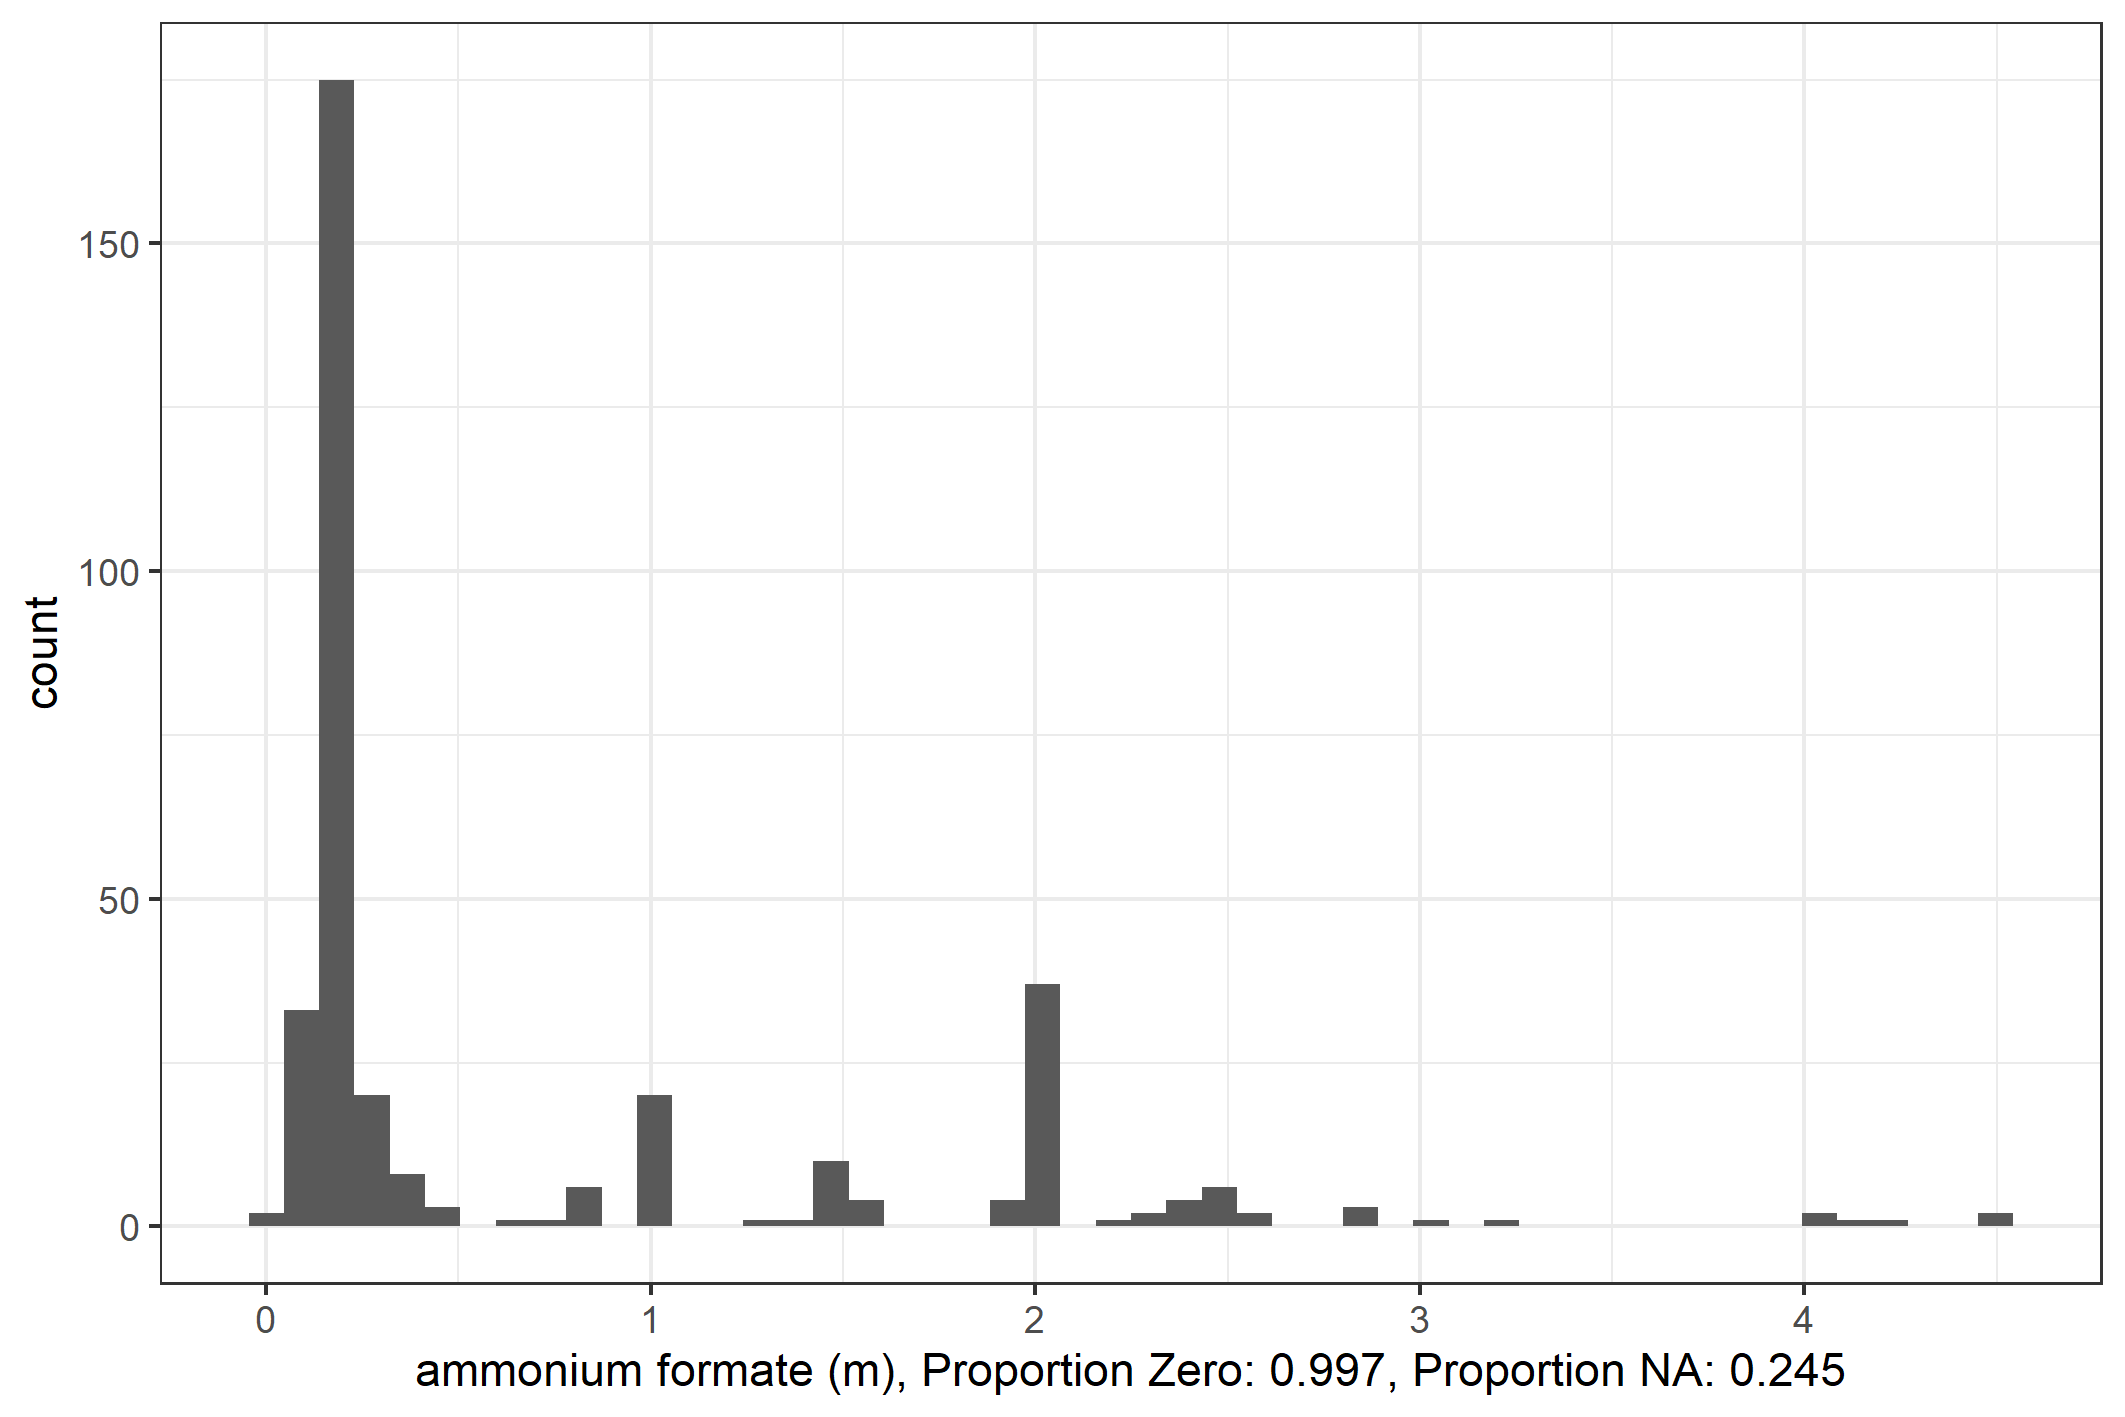 150
100
50
0
count
0 1 2 3 4
ammonium formate (m), Proportion Zero: 0.997, Proportion NA: 0.245